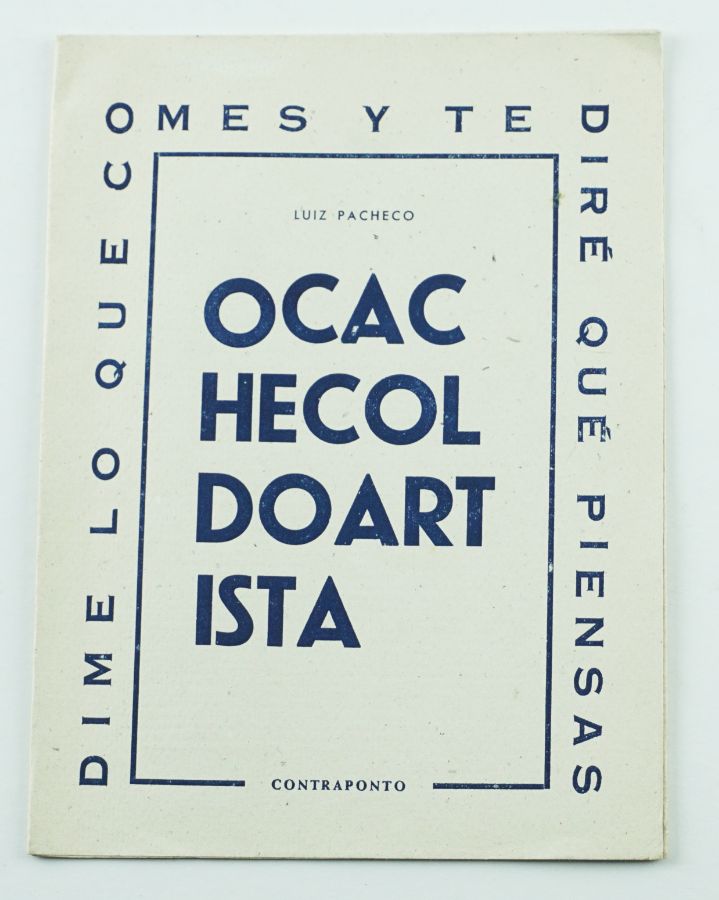 DIME LO QUE COMES Y TE DIRÉ QUÉ PIENSAS
LUIZ PACHECO
OCAC
HECOL
DOART
ISTA
CONTRAPONTO